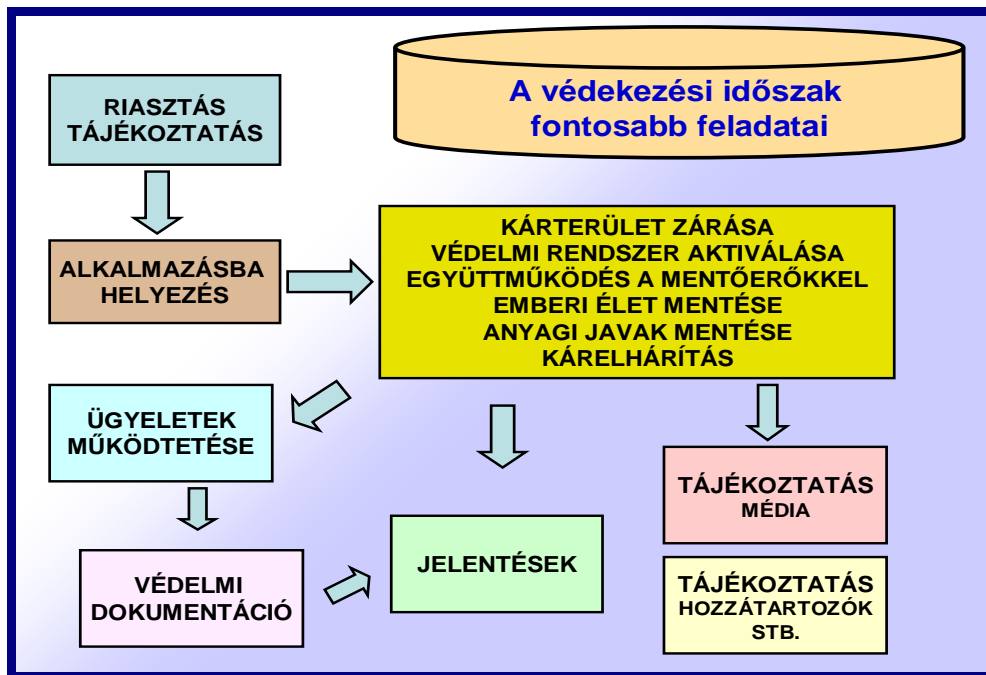 A védekezési időszak
fontosabb feladatai
RIASZTÁS
TÁJÉKOZTATÁS
ALKALMAZÁSBA
HELYEZÉS
KÁRTERÜLET ZÁRÁSA
VÉDELMI RENDSZER AKTIVÁLÁSA
EGYÜTTMŰKÖDÉS A MENTŐERŐKKEL
EMBERI ÉLET MENTÉSE
ANYAGI JAVAK MENTÉSE
KÁRELHÁRÍTÁS
ÜGYELETEK
MŰKÖDTETÉSE
VÉDELMI
DOKUMENTÁCIÓ
JELENTÉSEK
TÁJÉKOZTATÁS
MÉDIA
TÁJÉKOZTATÁS
HOZZÁTARTOZÓK
STB.